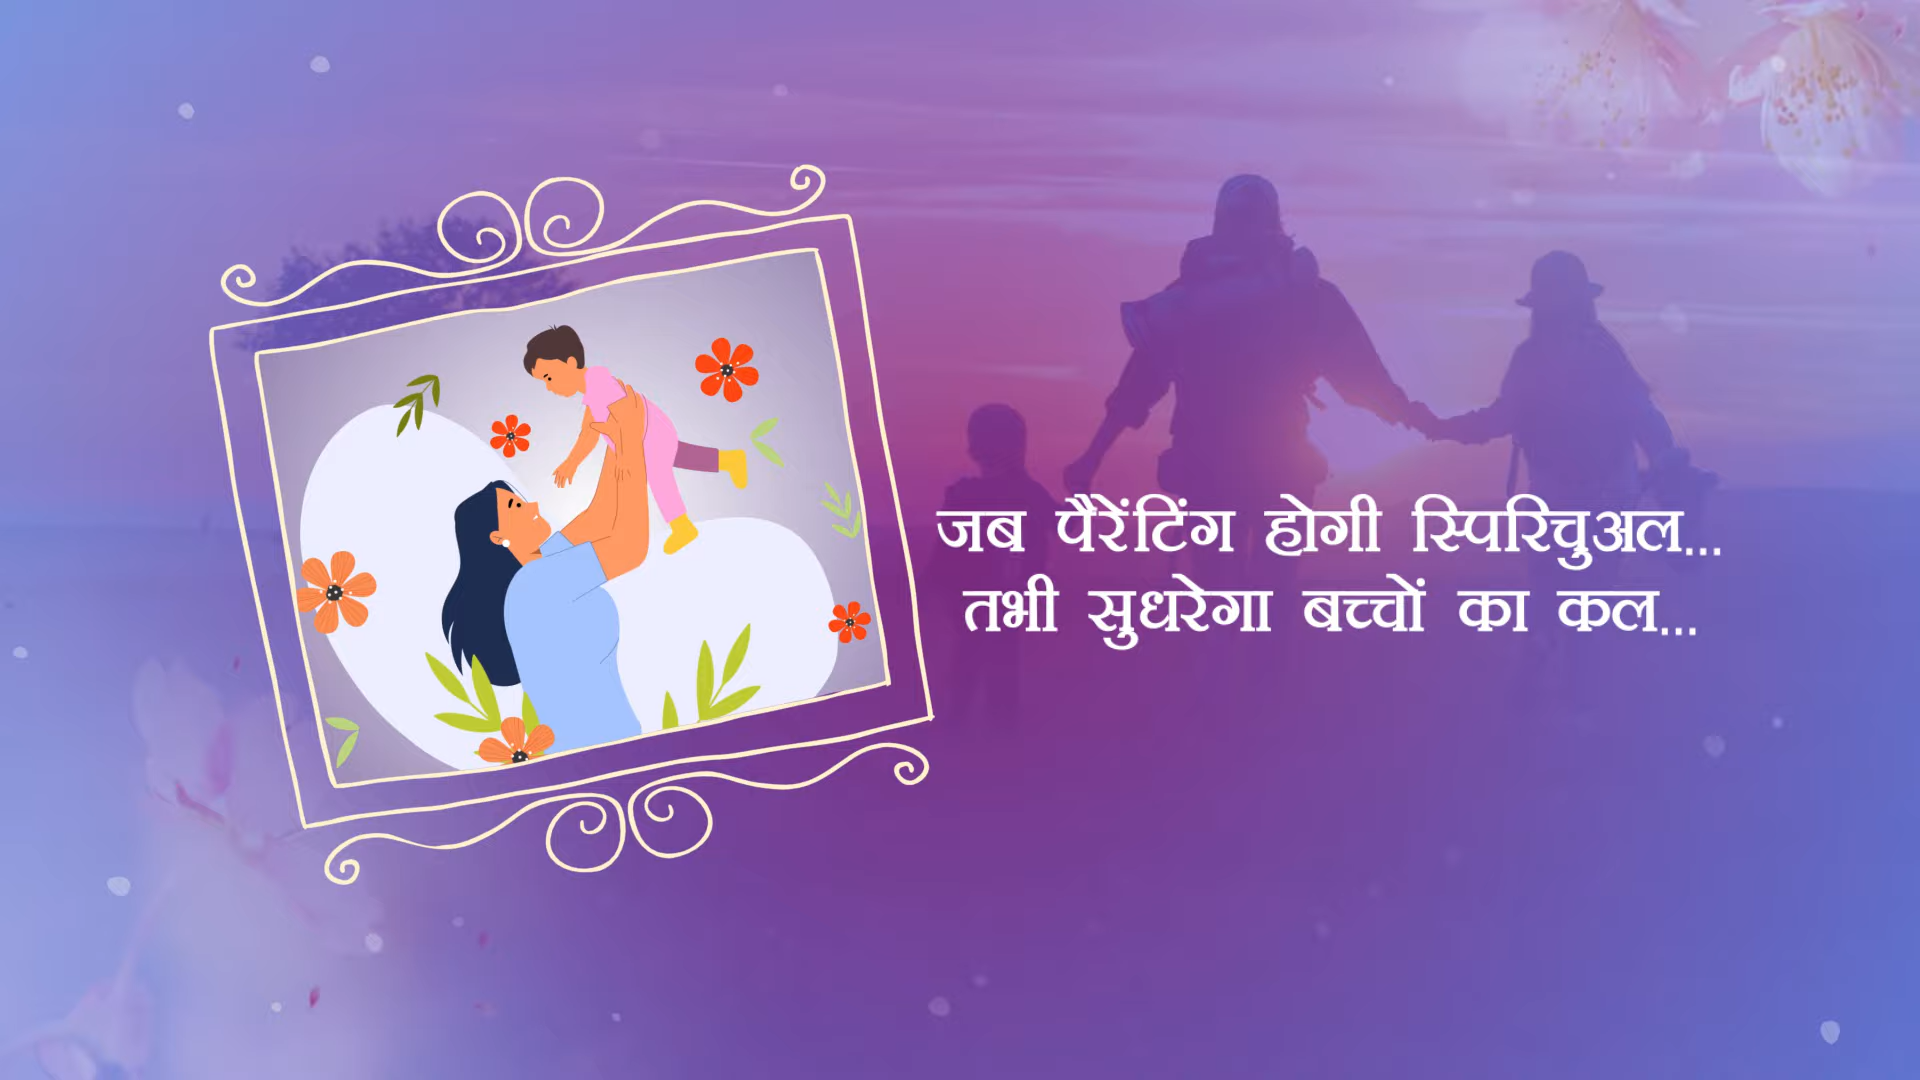 जब पैरेंटिंग होगी स्पिरिचुअल...
तभी सुधरेगा बच्चों का कल...